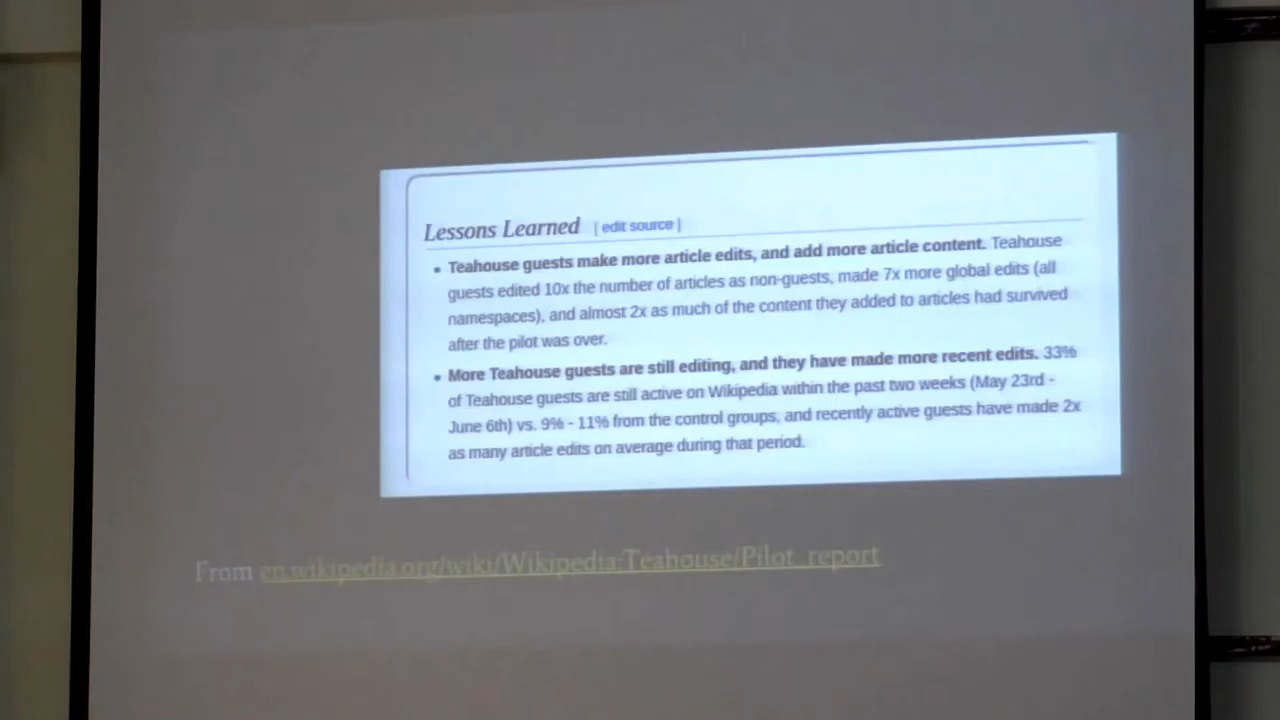 Lessons Learned [ edit source ]
• Teahouse guests make more article edits, and add more article content. Teahouse
guests edited 10x the number of articles as non-guests, made 7x more global edits (all
namespaces), and almost 2x as much of the content they added to articles had survived
after the pilot was over.
• More Teahouse guests are still editing, and they have made more recent edits. 33%
of Teahouse guests are still active on Wikipedia within the past two weeks (May 23rd -
June 6th) vs. 9% - 11% from the control groups, and recently active guests have made 2x
as many article edits on average during that period.
From en.wikipedia.org/wiki/Wikipedia:Teahouse/Pilot_report